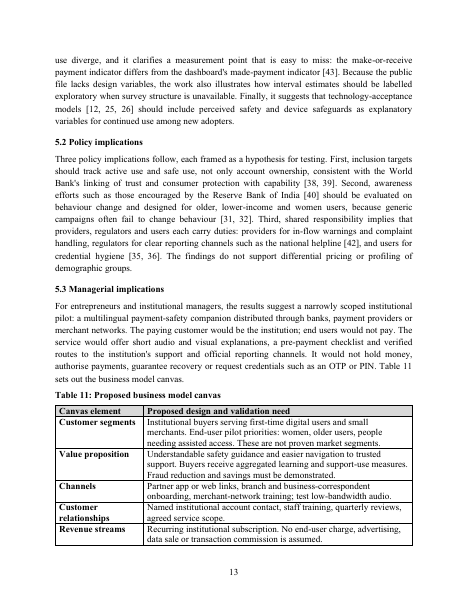 use diverge, and it clarifies a measurement point that is easy to miss: the make-or-receive
payment indicator differs from the dashboard's made-payment indicator [43]. Because the public
file lacks design variables, the work also illustrates how interval estimates should be labelled
exploratory when survey structure is unavailable. Finally, it suggests that technology-acceptance
models [12, 25, 26] should include perceived safety and device safeguards as explanatory
variables for continued use among new adopters.
5.2 Policy implications
Three policy implications follow, each framed as a hypothesis for testing. First, inclusion targets
should track active use and safe use, not only account ownership, consistent with the World
Bank's linking of trust and consumer protection with capability [38, 39]. Second, awareness
efforts such as those encouraged by the Reserve Bank of India [40] should be evaluated on
behaviour change and designed for older, lower-income and women users, because generic
campaigns often fail to change behaviour [31, 32]. Third, shared responsibility implies that
providers, regulators and users each carry duties: providers for in-flow warnings and complaint
handling, regulators for clear reporting channels such as the national helpline [42], and users for
credential hygiene [35, 36]. The findings do not support differential pricing or profiling of
demographic groups.
5.3 Managerial implications
For entrepreneurs and institutional managers, the results suggest a narrowly scoped institutional
pilot: a multilingual payment-safety companion distributed through banks, payment providers or
merchant networks. The paying customer would be the institution; end users would not pay. The
service would offer short audio and visual explanations, a pre-payment checklist and verified
routes to the institution's support and official reporting channels. It would not hold money,
authorise payments, guarantee recovery or request credentials such as an OTP or PIN. Table 11
sets out the business model canvas.
Table 11: Proposed business model canvas
Canvas element Proposed design and validation need
Customer segments Institutional buyers serving first-time digital users and small
merchants. End-user pilot priorities: women, older users, people
needing assisted access. These are not proven market segments.
Value proposition Understandable safety guidance and easier navigation to trusted
support. Buyers receive aggregated learning and support-use measures.
Fraud reduction and savings must be demonstrated.
Channels Partner app or web links, branch and business-correspondent
onboarding, merchant-network training; test low-bandwidth audio.
Customer Named institutional account contact, staff training, quarterly reviews,
relationships agreed service scope.
Revenue streams Recurring institutional subscription. No end-user charge, advertising,
data sale or transaction commission is assumed.
13